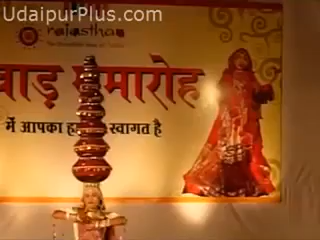 UdaipurPlus.com
rajasthan
वाड़ समारोह
में आपका हा स्वागत है